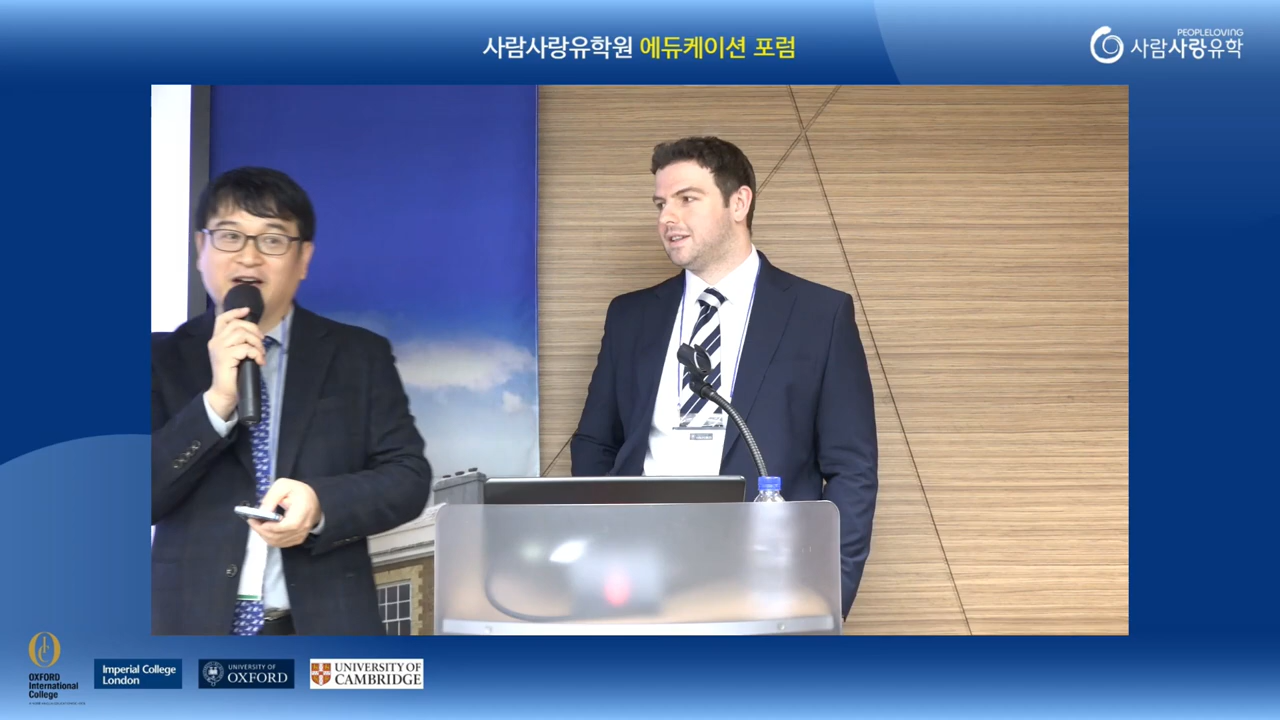 사람사랑유학원 에듀케이션 포럼
PEOPLELOVING
사람사랑유학
OXFORD
International
College
Imperial College
London
UNIVERSITY OF
OXFORD
UNIVERSITY OF
CAMBRIDGE